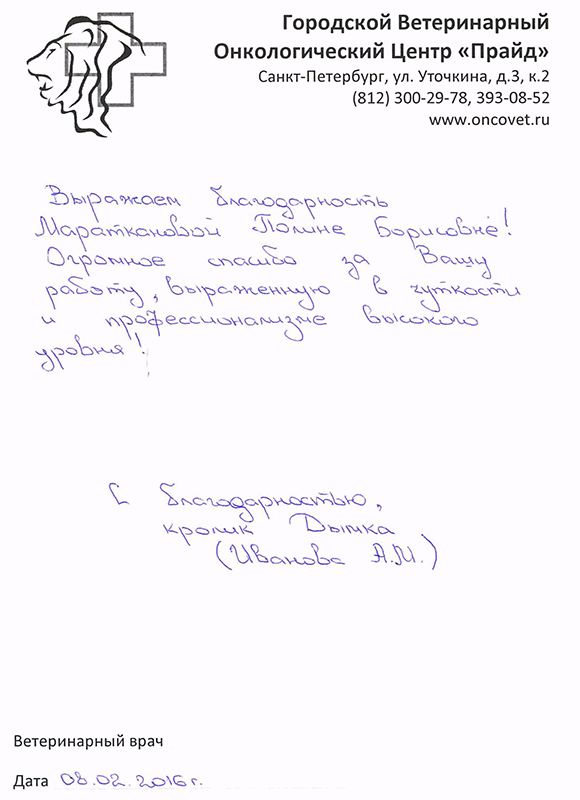 Городской Ветеринарный
Онкологический Центр «Прайд»
Санкт-Петербург, ул. Уточкина, д.3, к.2
(812) 300-29-78, 393-08-52
www.oncovet.ru
Выражаем благодарность
Мараткановой Полине Борисовне!
Огромное спасибо за Вашу
работу, выраженную в чуткости
и профессионализме высокого
уровня!
С благодарностью,
кролик Дымка
(Иванова А.М.)
Ветеринарный врач
Дата 08.02.2016г.